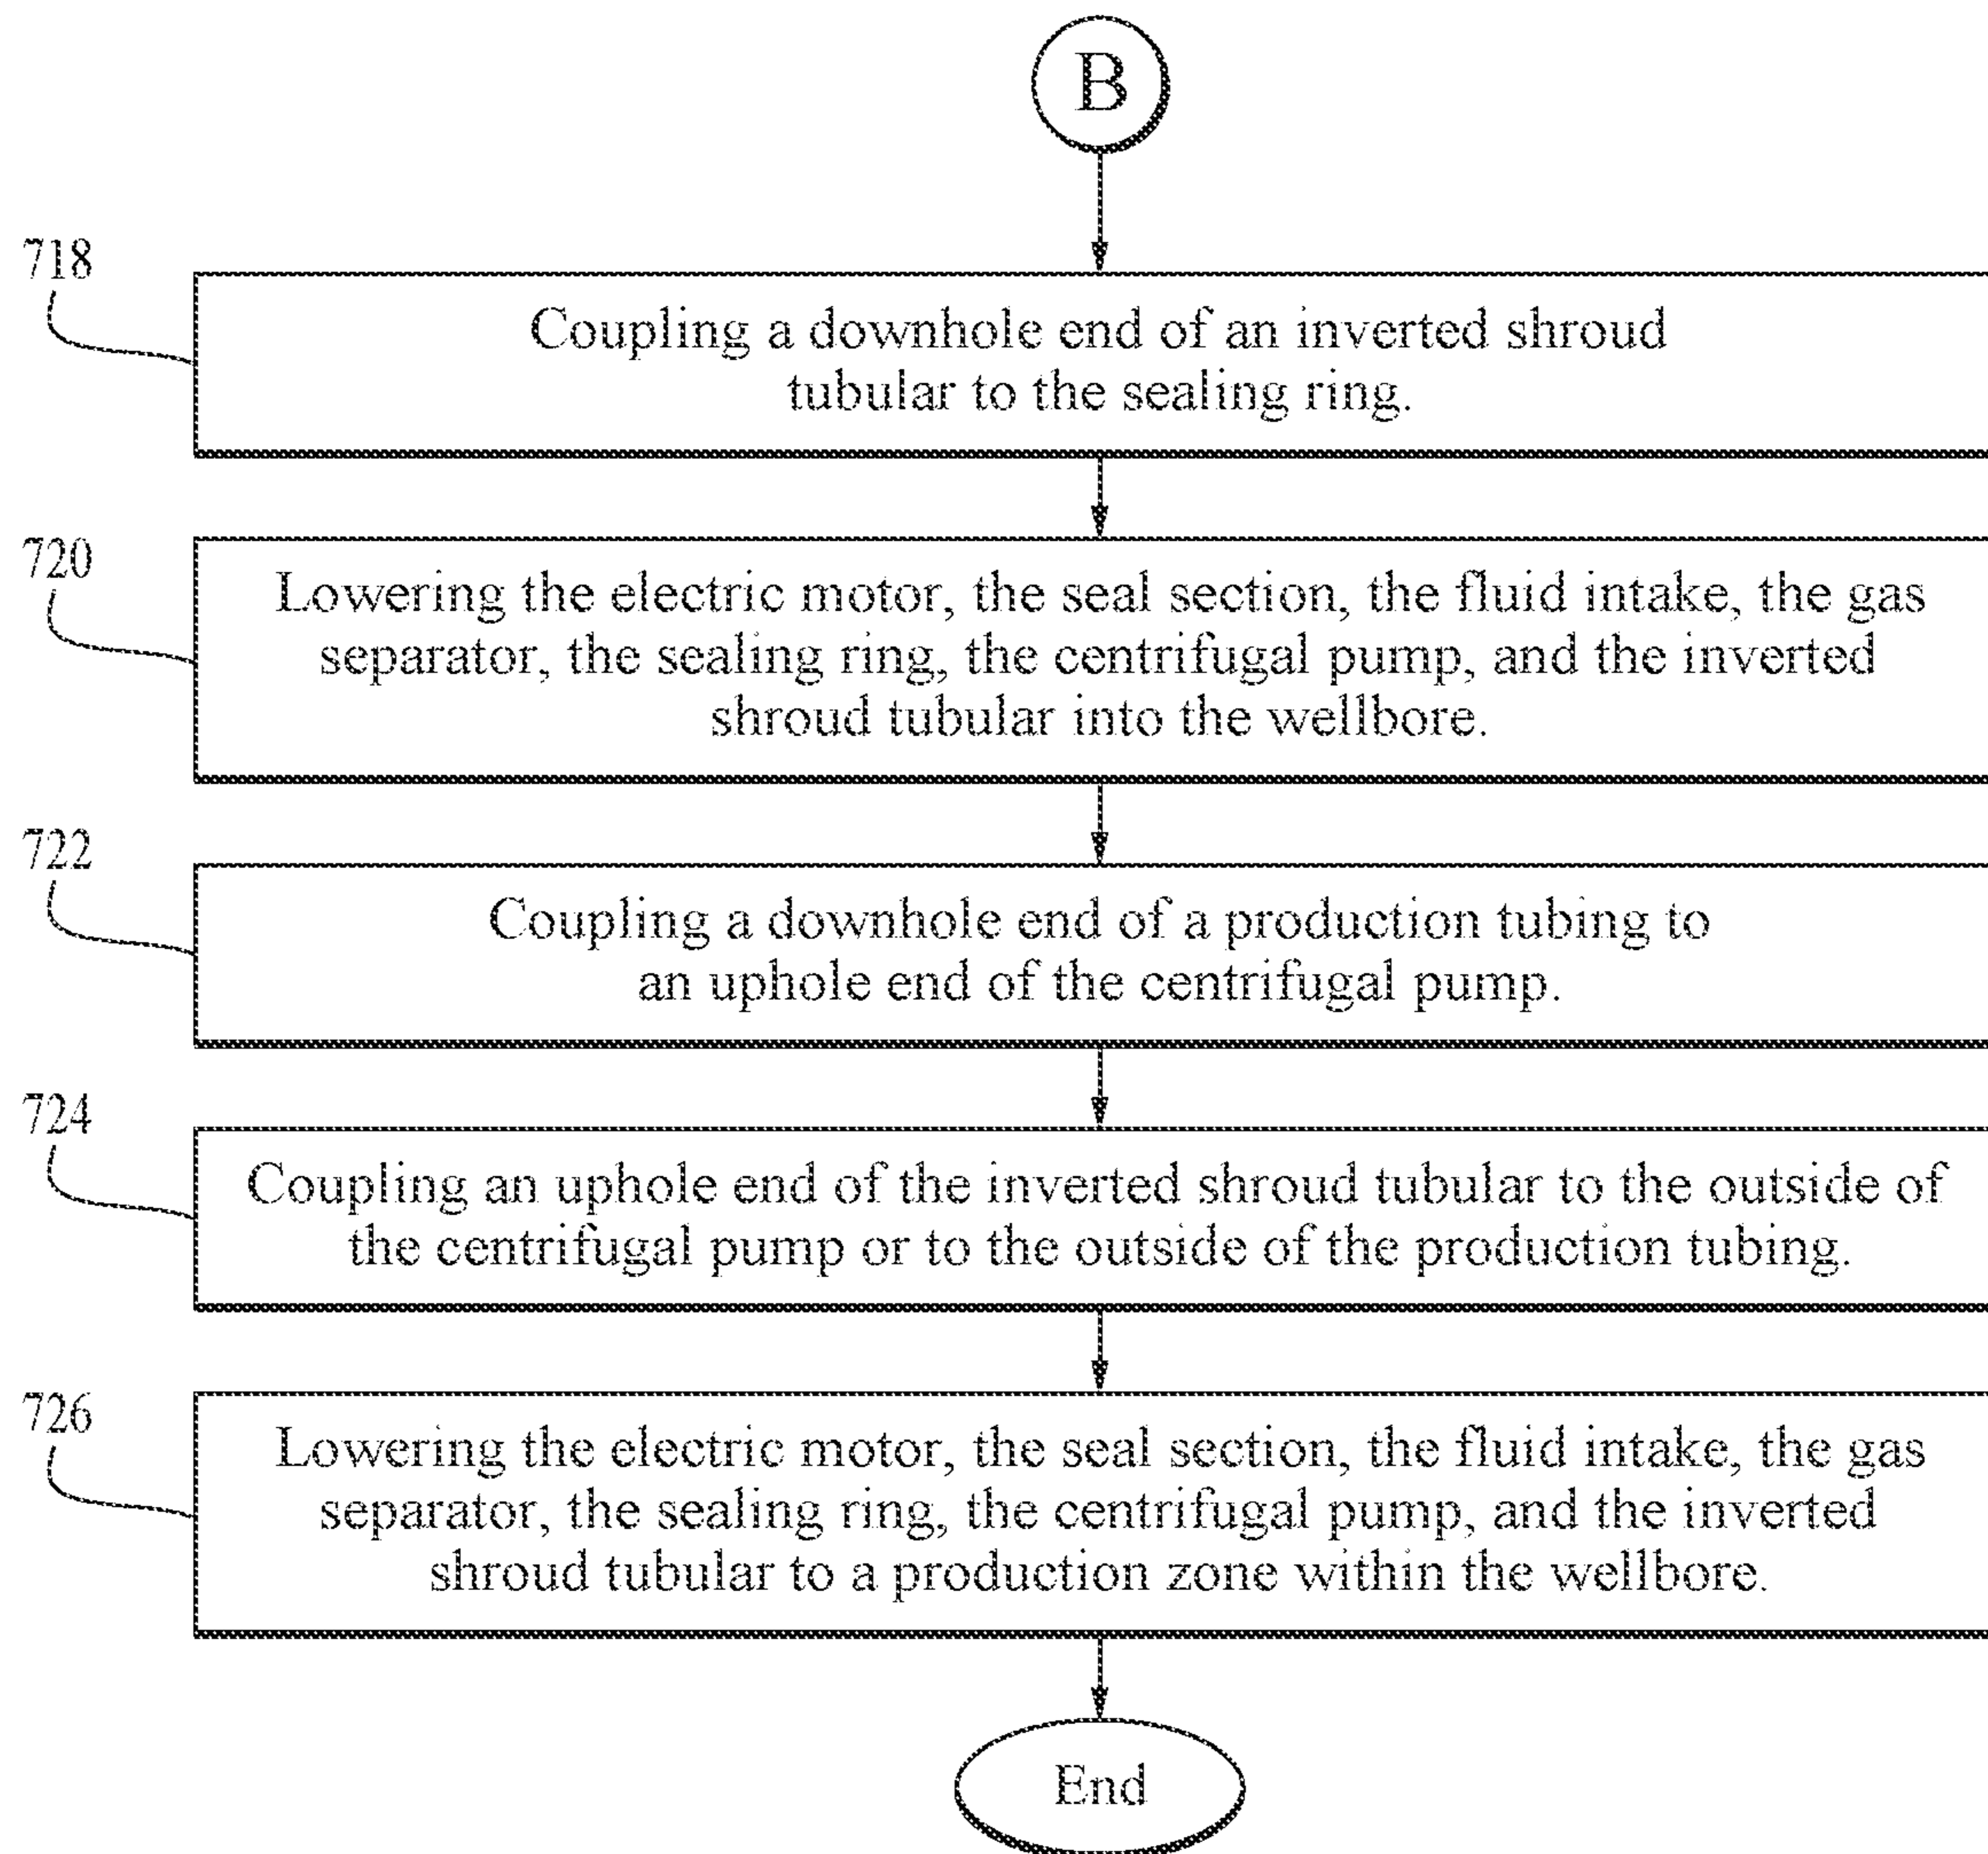 B
718
Coupling a downhole end of an inverted shroud
tubular to the sealing ring.
720
Lowering the electric motor, the seal section, the fluid intake, the gas
separator, the sealing ring, the centrifugal pump, and the inverted
shroud tubular into the wellbore.
722
Coupling a downhole end of a production tubing to
an uphole end of the centrifugal pump.
724
Coupling an uphole end of the inverted shroud tubular to the outside of
the centrifugal pump or to the outside of the production tubing.
726
Lowering the electric motor, the seal section, the fluid intake, the gas
separator, the sealing ring, the centrifugal pump, and the inverted
shroud tubular to a production zone within the wellbore.
End